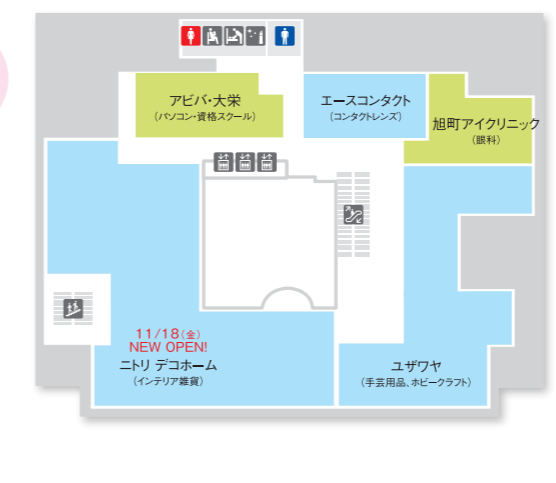 アビバ・大栄
(パソコン・資格スクール)
エースコンタクト
(コンタクトレンズ)
旭町アイクリニック
(眼科)
11/18(金)
NEW OPEN!
ニトリ デコホーム
(インテリア雑貨)
ユザワヤ
(手芸用品、ホビークラフト)